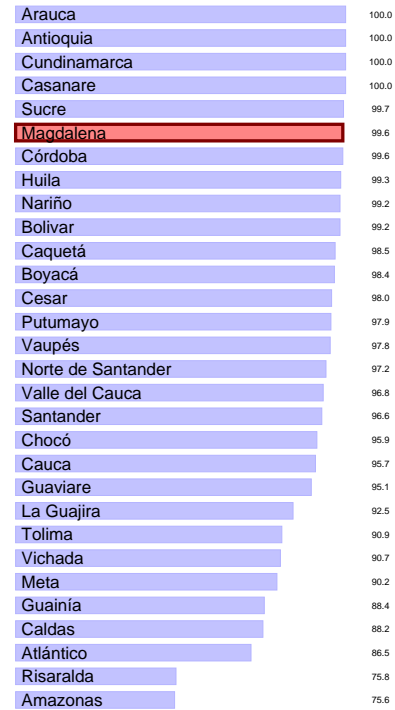 Arauca 100.0
Antioquia 100.0
Cundinamarca 100.0
Casanare 100.0
Sucre 99.7
Magdalena 99.6
Córdoba 99.6
Huila 99.3
Nariño 99.2
Bolivar 99.2
Caquetá 98.5
Boyacá 98.4
Cesar 98.0
Putumayo 97.9
Vaupés 97.8
Norte de Santander 97.2
Valle del Cauca 96.8
Santander 96.6
Chocó 95.9
Cauca 95.7
Guaviare 95.1
La Guajira 92.5
Tolima 90.9
Vichada 90.7
Meta 90.2
Guainía 88.4
Caldas 88.2
Atlántico 86.5
Risaralda 75.8
Amazonas 75.6